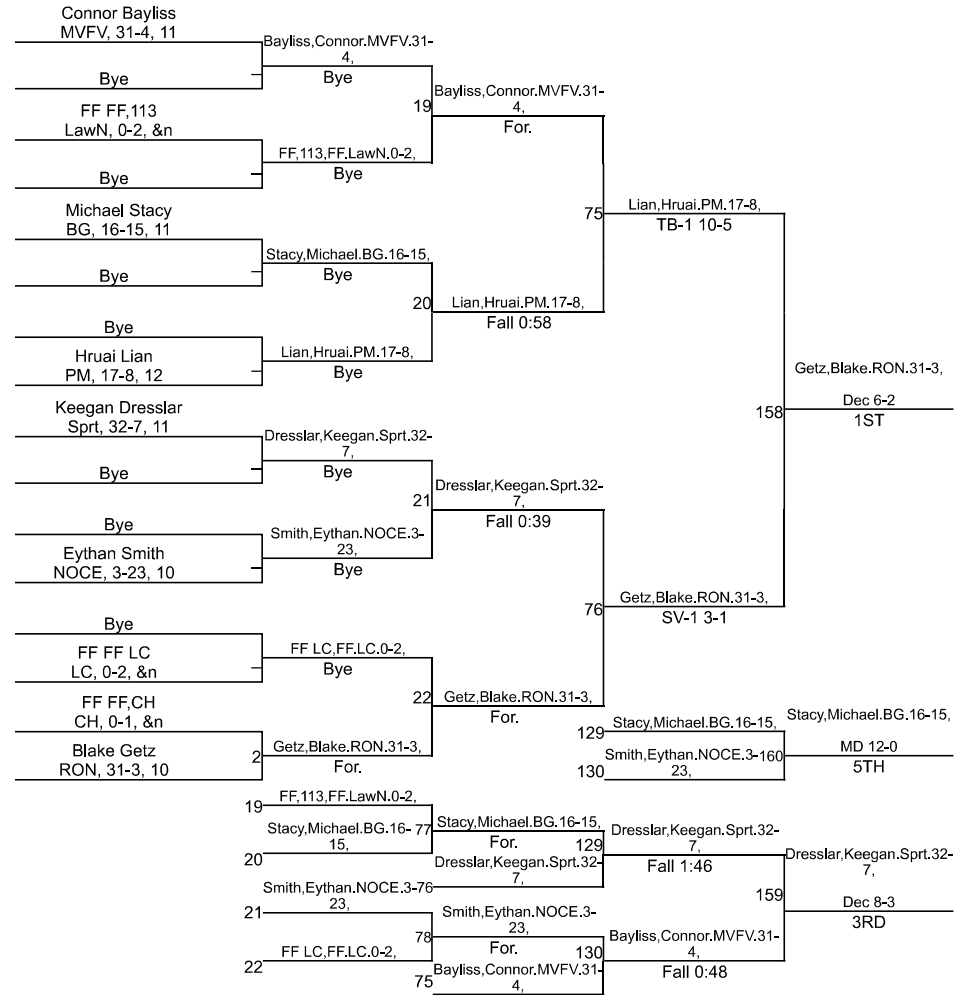 Connor Bayliss
MVFV, 31-4, 11
Bayliss,Connor.MVFV.31-
4,
Bye
Bye
19
Bayliss,Connor.MVFV.31-
4,
For.
FF FF,113
LawN, 0-2, &n
FF,113,FF.LawN.0-2,
Bye
Bye
Michael Stacy
BG, 16-15, 11
75
Lian,Hruai.PM.17-8,
TB-1 10-5
Stacy,Michael.BG.16-15,
Bye
Bye
20
Lian,Hruai.PM.17-8,
Fall 0:58
Bye
Hruai Lian
PM, 17-8, 12
Lian,Hruai.PM.17-8,
Bye
Getz,Blake.RON.31-3,
Dec 6-2
1ST
158
Keegan Dresslar
Sprt, 32-7, 11
Dresslar,Keegan.Sprt.32-
7,
Bye
Bye
21
Dresslar,Keegan.Sprt.32-
7,
Fall 0:39
Bye
Eythan Smith
NOCE, 3-23, 10
Smith,Eythan.NOCE.3-
23,
Bye
76
Getz,Blake.RON.31-3,
SV-1 3-1
Bye
FF FF LC
LC, 0-2, &n
FF LC,FF.LC.0-2,
Bye
22
Getz,Blake.RON.31-3,
For.
FF FF,CH
CH, 0-1, &n
Blake Getz
RON, 31-3, 10
2
Getz,Blake.RON.31-3,
For.
129
Stacy,Michael.BG.16-15,
Stacy,Michael.BG.16-15,
130
Smith,Eythan.NOCE.3-
23,
160
MD 12-0
5TH
19
FF,113,FF.LawN.0-2,
20
Stacy,Michael.BG.16-
15,
77
Stacy,Michael.BG.16-15,
For.
129
Dresslar,Keegan.Sprt.32-
7,
Fall 1:46
76
Dresslar,Keegan.Sprt.32-
7,
Dresslar,Keegan.Sprt.32-
7,
Dec 8-3
3RD
159
21
Smith,Eythan.NOCE.3-
23,
78
Smith,Eythan.NOCE.3-
23,
For.
130
Bayliss,Connor.MVFV.31-
4,
Fall 0:48
22
FF LC,FF.LC.0-2,
75
Bayliss,Connor.MVFV.31-
4,